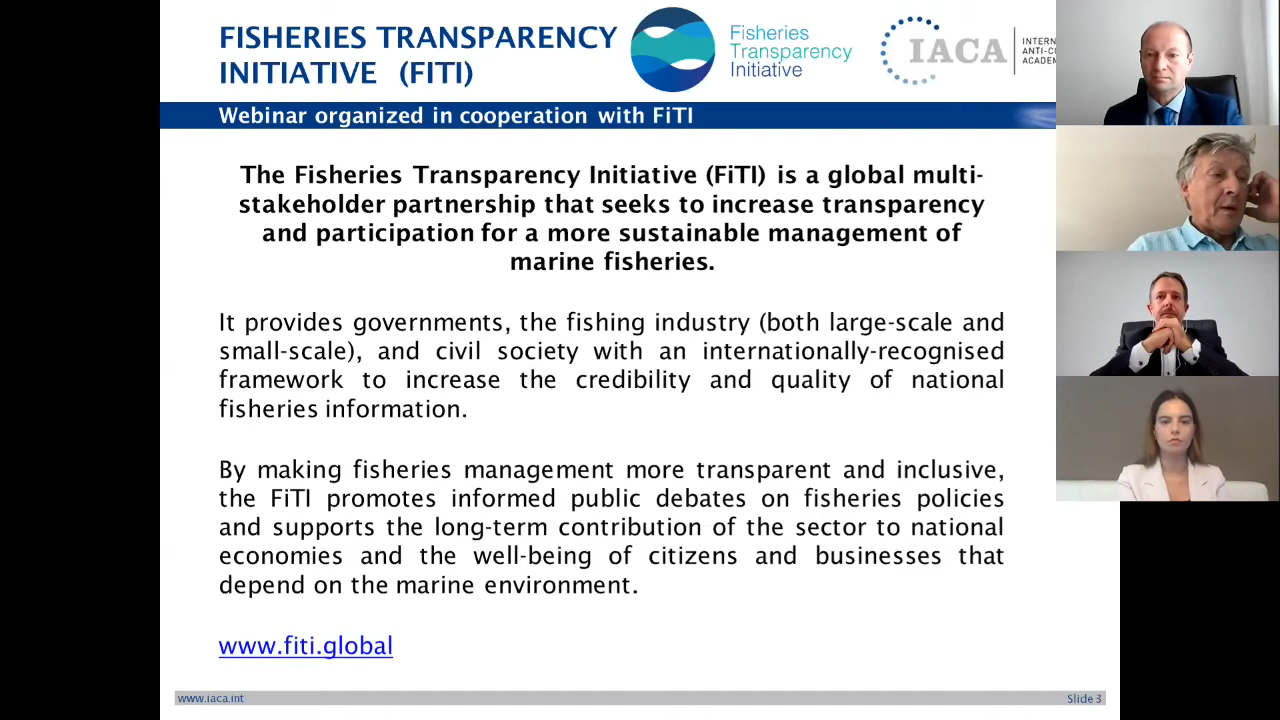 FISHERIES TRANSPARENCY
INITIATIVE (FITI)
Fisheries
Transparency
Initiative
IACA
INTERN
ANTI-C
ACADEM
Webinar organized in cooperation with FiTI
The Fisheries Transparency Initiative (FiTI) is a global multi-
stakeholder partnership that seeks to increase transparency
and participation for a more sustainable management of
marine fisheries.
It provides governments, the fishing industry (both large-scale and
small-scale), and civil society with an internationally-recognised
framework to increase the credibility and quality of national
fisheries information.
By making fisheries management more transparent and inclusive,
the FiTI promotes informed public debates on fisheries policies
and supports the long-term contribution of the sector to national
economies and the well-being of citizens and businesses that
depend on the marine environment.
www.fiti.global
www.iaca.int
Slide 3